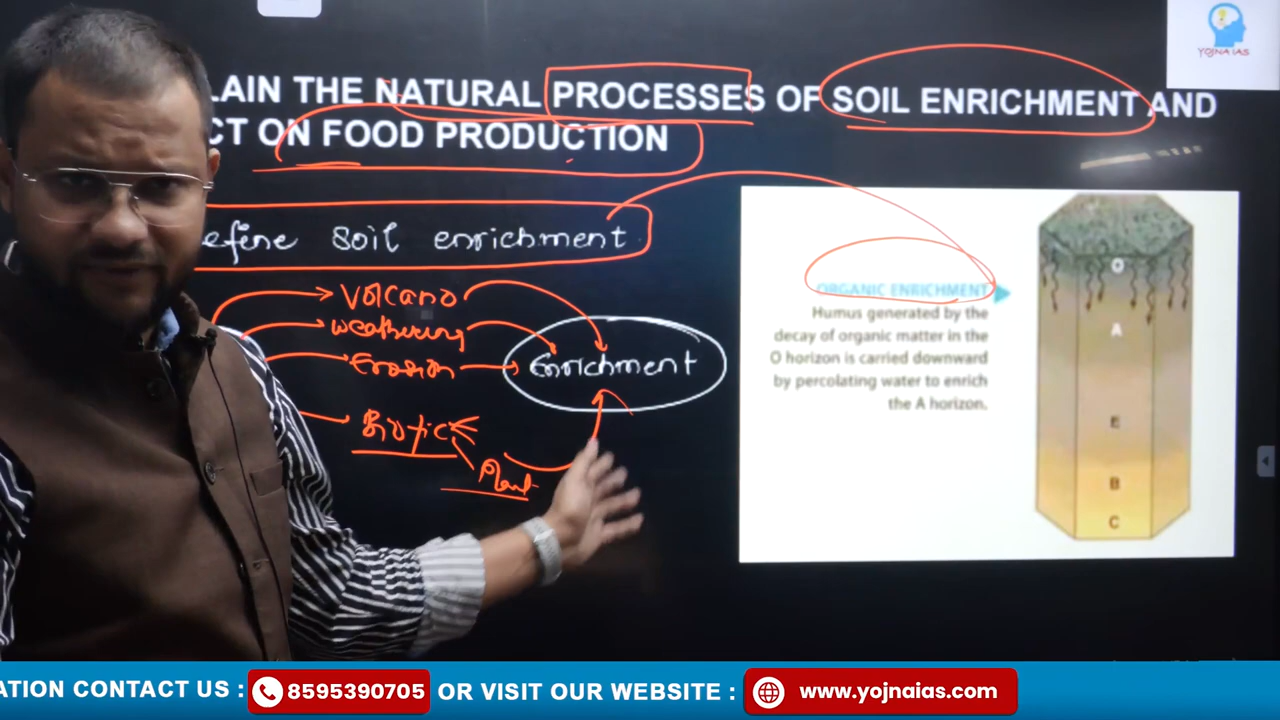 YOJNA IAS
LAIN THE NATURAL PROCESSES OF SOIL ENRICHMENT AND
CT ON FOOD PRODUCTION
efine Soil enrichment
Volcano
Weathering
Erosion
Enrichment
Biotic
Plant
ORGANIC ENRICHMENT
Humus generated by the
decay of organic matter in the
O horizon is carried downward
by percolating water to enrich
the A horizon.
O
A
E
B
C
ATION CONTACT US : 8595390705 OR VISIT OUR WEBSITE : www.yojnaias.com